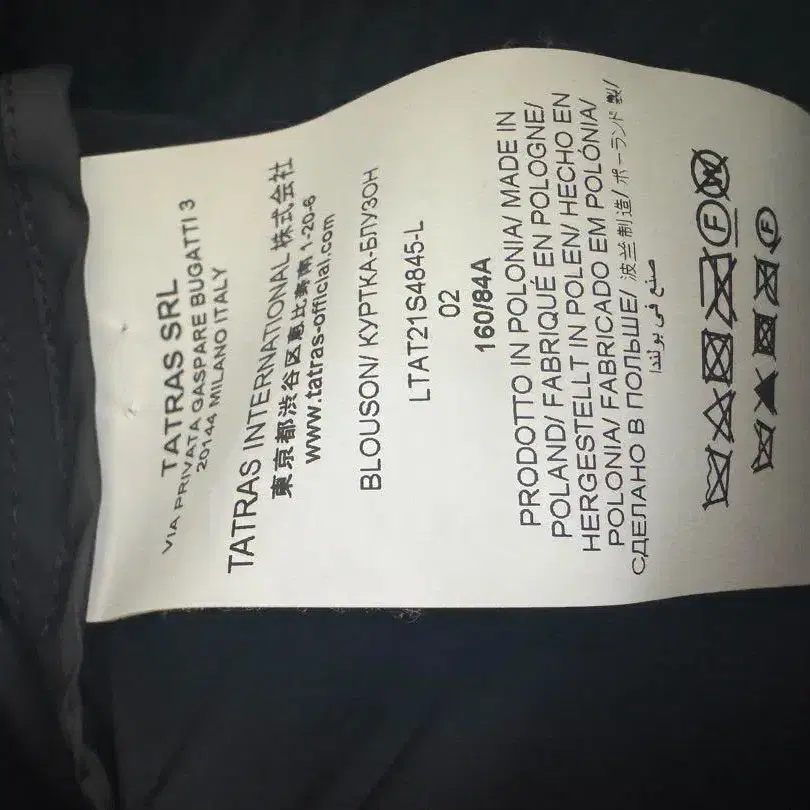 TATRAS SRL
VIA PRIVATA GASPARE BUGATTI 3
20144 MILANO ITALY
TATRAS INTERNATIONAL 株式会社
東京都渋谷区恵比寿南 1-20-6
www.tatras-official.com
BLOUSON/ КУРТКА-БЛУЗОН
LTAT21S4845-L
02
160/84A
PRODOTTO IN POLONIA/ MADE IN
POLAND/ FABRIQUÉ EN POLOGNE/
HERGESTELLT IN POLEN/ HECHO EN
POLONIA/ FABRICADO EM POLÓNIA/
СДЕЛАНО В ПОЛЬШЕ/ 波兰制造/ ポーランド製/
صنع في بولندا
F W
F